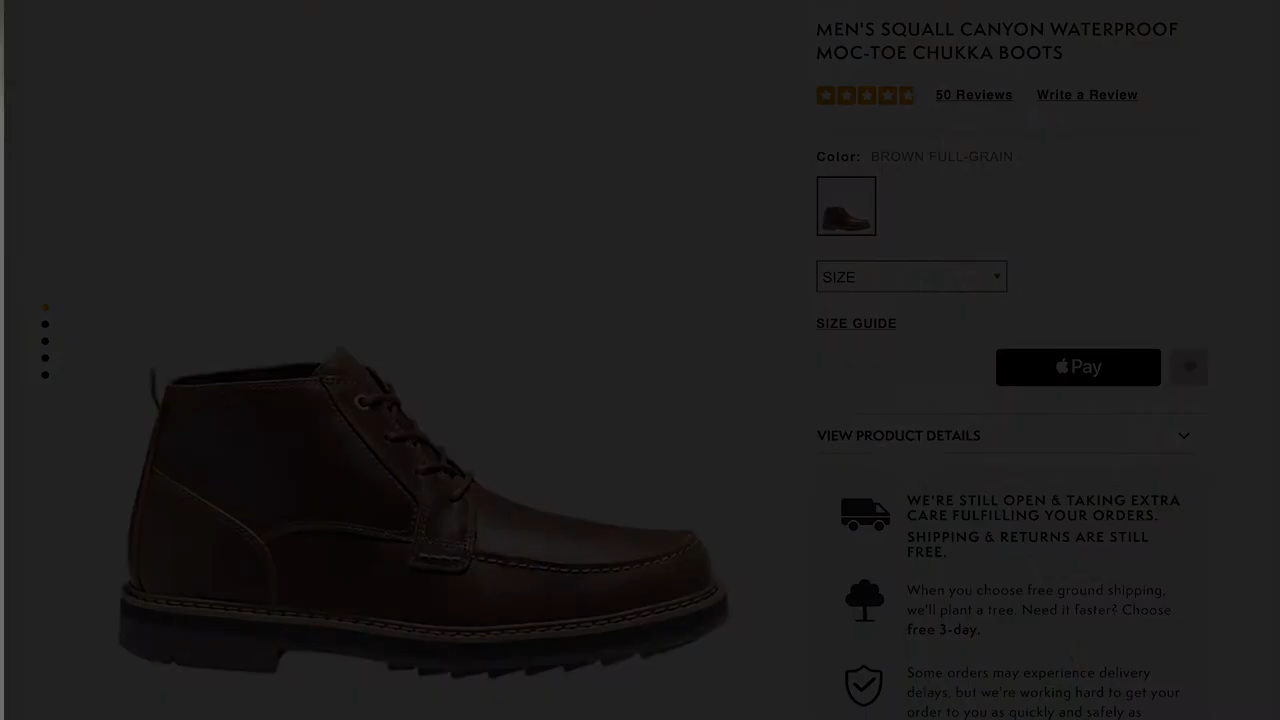 MEN'S SQUALL CANYON WATERPROOF
MOC-TOE CHUKKA BOOTS
50 Reviews Write a Review
Color: BROWN FULL-GRAIN
SIZE
SIZE GUIDE
Pay
VIEW PRODUCT DETAILS
WE'RE STILL OPEN & TAKING EXTRA
CARE FULFILLING YOUR ORDERS.
SHIPPING & RETURNS ARE STILL
FREE.
When you choose free ground shipping,
we'll plant a tree. Need it faster? Choose
free 3-day.
Some orders may experience delivery
delays, but we're working hard to get your
order to you as quickly and safely as